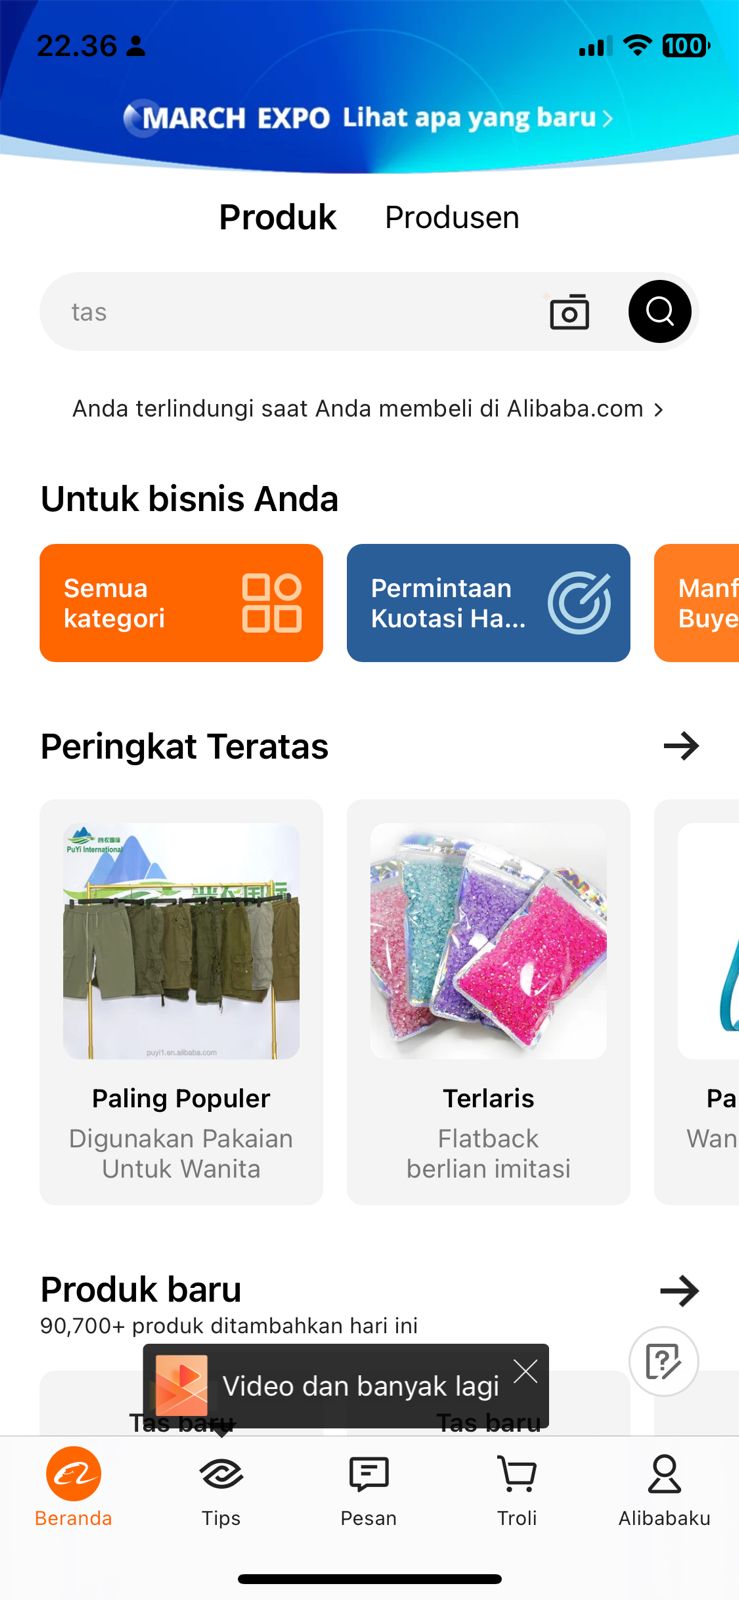 22.36
100
MARCH EXPO Lihat apa yang baru
Produk
Produsen
tas
Anda terlindungi saat Anda membeli di Alibaba.com
Untuk bisnis Anda
Semua
kategori
Permintaan
Kuotasi Ha...
Manf
Buye
Peringkat Teratas
PuYi International
puyi1.en.alibaba.com
Paling Populer
Digunakan Pakaian
Untuk Wanita
Terlaris
Flatback
berlian imitasi
Pa
Wan
Produk baru
90,700+ produk ditambahkan hari ini
Video dan banyak lagi
Tas baru
Tas baru
Beranda
Tips
Pesan
Troli
Alibabaku